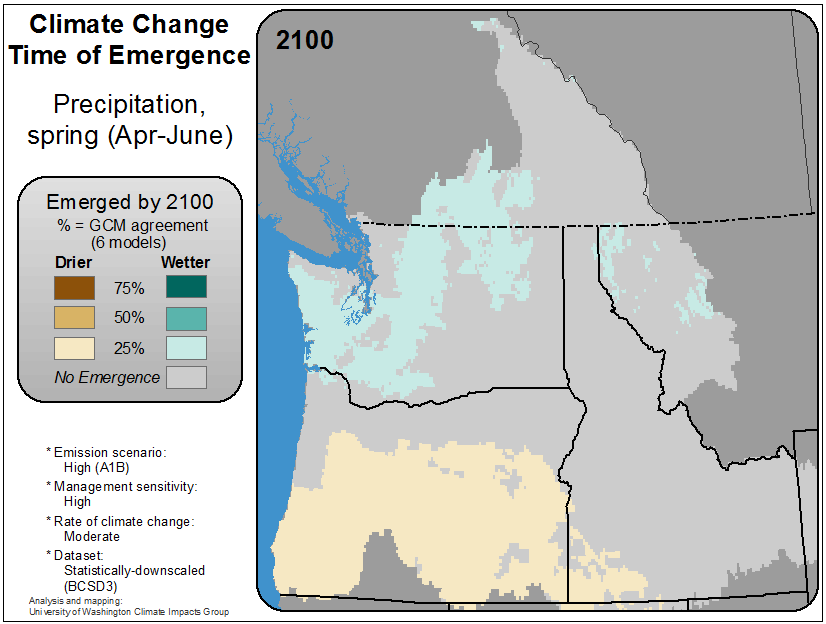 Climate Change
Time of Emergence
Precipitation,
spring (Apr-June)
Emerged by 2100
% = GCM agreement
(6 models)
Drier Wetter
75%
50%
25%
No Emergence
* Emission scenario:
High (A1B)
* Management sensitivity:
High
* Rate of climate change:
Moderate
* Dataset:
Statistically-downscaled
(BCSD3)
Analysis and mapping:
University of Washington Climate Impacts Group
2100